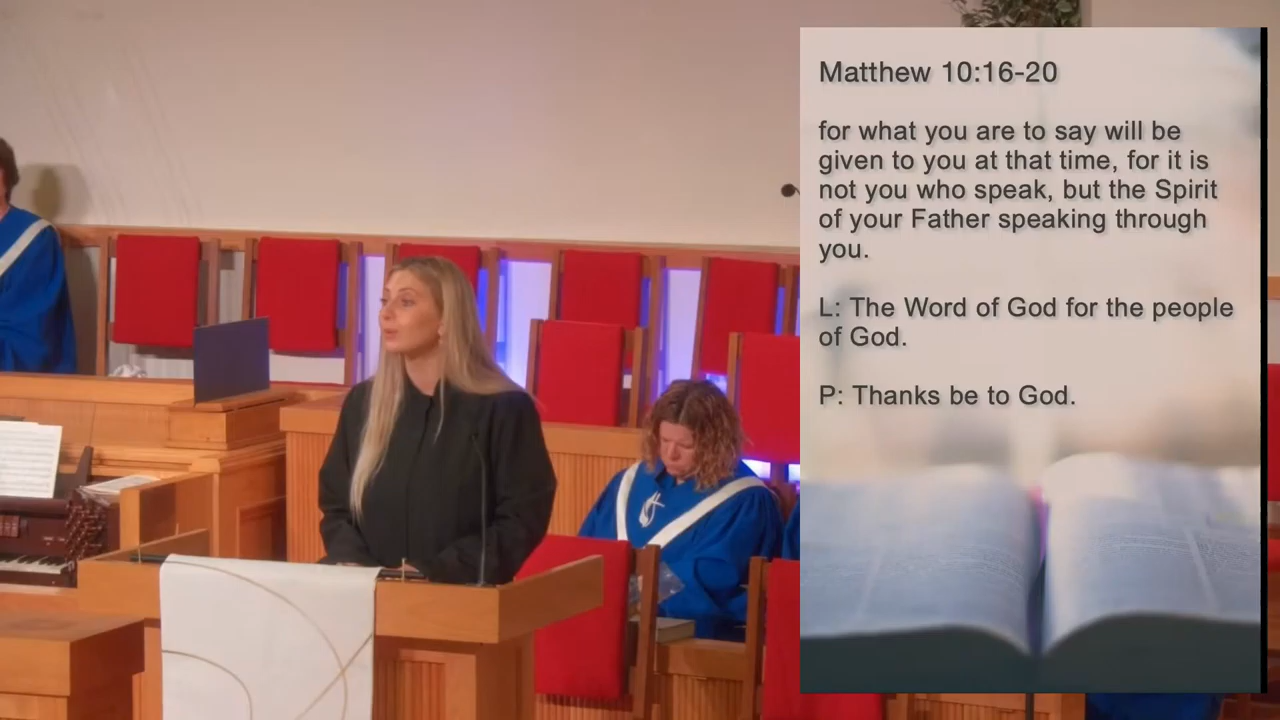 Matthew 10:16-20
for what you are to say will be
given to you at that time, for it is
not you who speak, but the Spirit
of your Father speaking through
you.
L: The Word of God for the people
of God.
P: Thanks be to God.